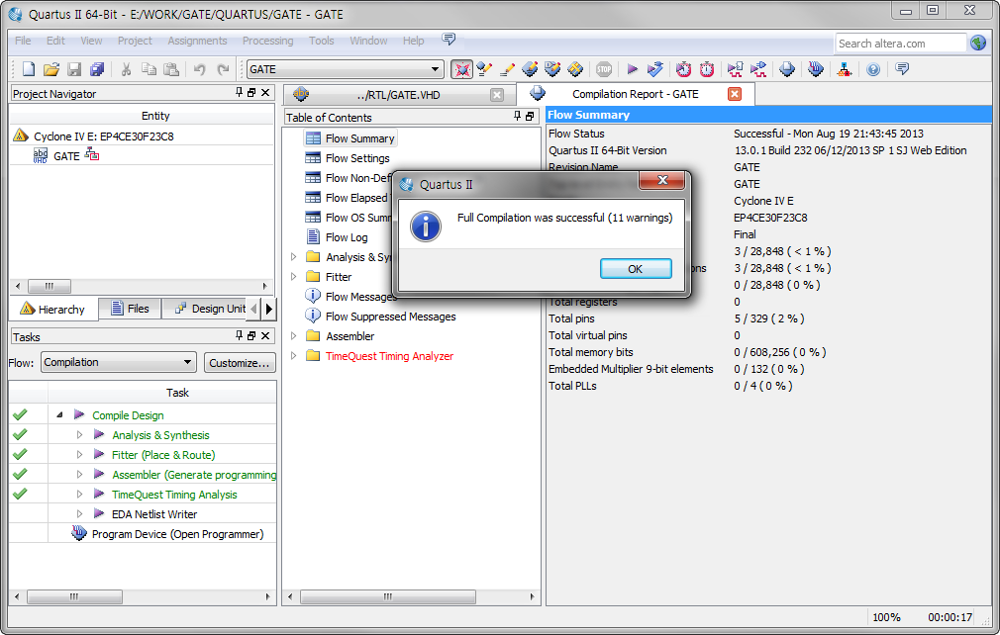 Quartus II 64-Bit - E:/WORK/GATE/QUARTUS/GATE - GATE
File Edit View Project Assignments Processing Tools Window Help
Search altera.com
GATE
STOP
Project Navigator
Entity
Cyclone IV E: EP4CE30F23C8
GATE
Hierarchy Files Design Unit
Tasks
Flow: Compilation Customize...
Task
Compile Design
Analysis & Synthesis
Fitter (Place & Route)
Assembler (Generate programming
TimeQuest Timing Analysis
EDA Netlist Writer
Program Device (Open Programmer)
../RTL/GATE.VHD
Compilation Report - GATE
Table of Contents
Flow Summary
Flow Settings
Flow Non-Def
Flow Elapsed
Flow OS Summ
Flow Log
Analysis & Sy
Fitter
Flow Messages
Flow Suppressed Messages
Assembler
TimeQuest Timing Analyzer
Flow Summary
Flow Status Successful - Mon Aug 19 21:43:45 2013
Quartus II 64-Bit Version 13.0.1 Build 232 06/12/2013 SP 1 SJ Web Edition
Revision Name GATE
GATE
Cyclone IV E
EP4CE30F23C8
Final
3 / 28,848 ( < 1 % )
ons 3 / 28,848 ( < 1 % )
0 / 28,848 ( 0 % )
Total registers 0
Total pins 5 / 329 ( 2 % )
Total virtual pins 0
Total memory bits 0 / 608,256 ( 0 % )
Embedded Multiplier 9-bit elements 0 / 132 ( 0 % )
Total PLLs 0 / 4 ( 0 % )
Quartus II
Full Compilation was successful (11 warnings)
OK
100% 00:00:17